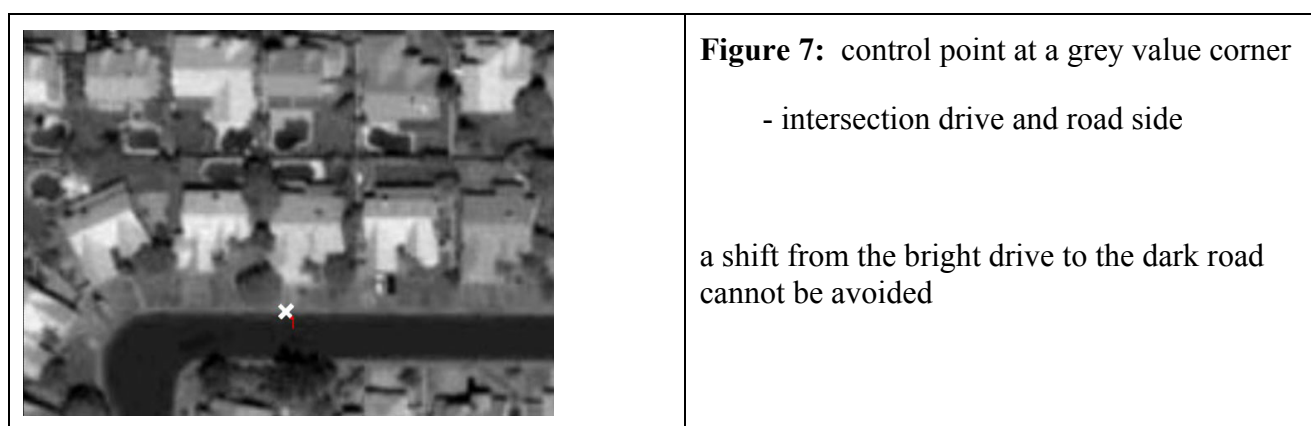 Figure 7: control point at a grey value corner
- intersection drive and road side
a shift from the bright drive to the dark road
cannot be avoided